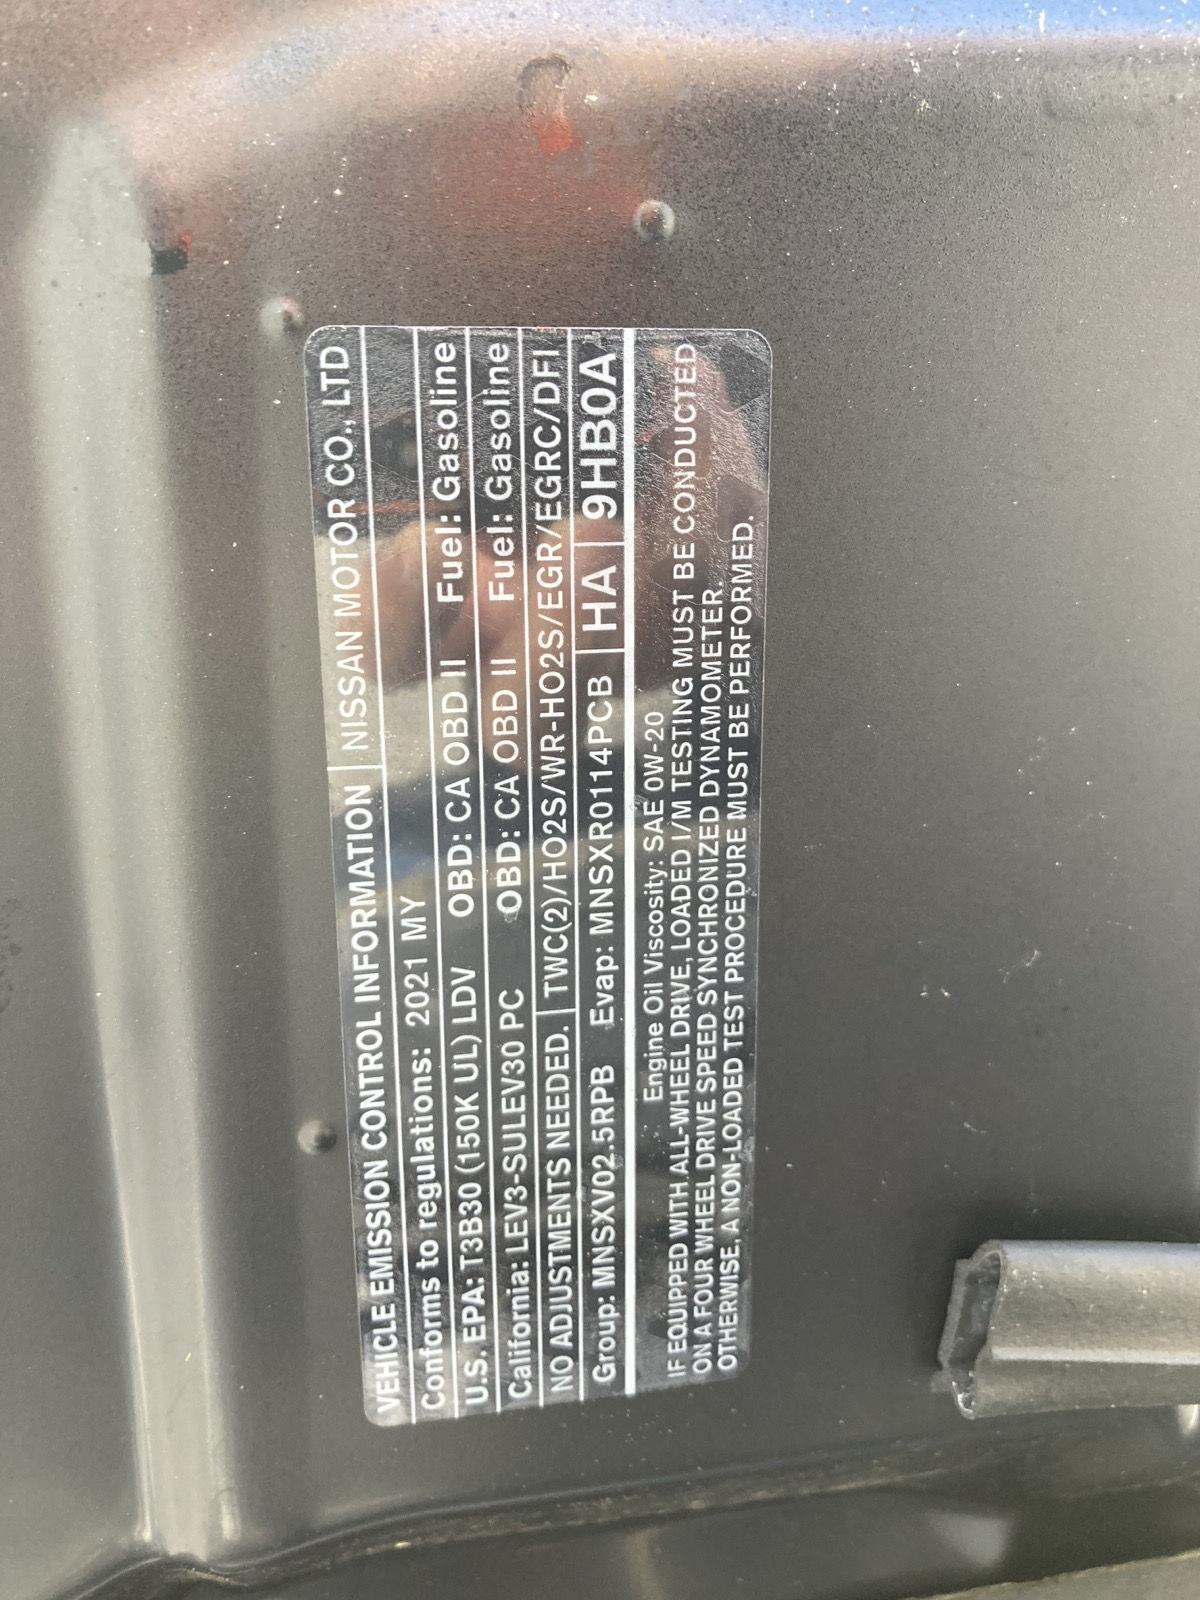 VEHICLE EMISSION CONTROL INFORMATION | NISSAN MOTOR CO., LTD
Conforms to regulations: 2021 MY
U.S. EPA: T3B30 (150K UL) LDV OBD: CA OBD II Fuel: Gasoline
California: LEV3-SULEV30 PC OBD: CA OBD II Fuel: Gasoline
NO ADJUSTMENTS NEEDED. | TWC(2)/HO2S/WR-HO2S/EGR/EGRC/DFI
Group: MNSXV02.5RPB Evap: MNSXR0114PCB | HA | 9HB0A
Engine Oil Viscosity: SAE 0W-20
IF EQUIPPED WITH ALL-WHEEL DRIVE, LOADED I/M TESTING MUST BE CONDUCTED
ON A FOUR WHEEL DRIVE SPEED SYNCHRONIZED DYNAMOMETER.
OTHERWISE, A NON-LOADED TEST PROCEDURE MUST BE PERFORMED.